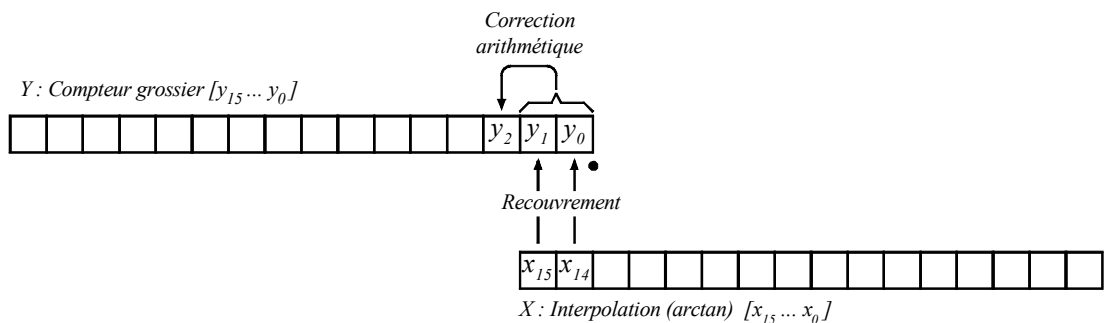 Correction
arithmétique
Y : Compteur grossier [y15 ... y0]
y2 y1 y0
Recouvrement
x15 x14
X : Interpolation (arctan) [x15 ... x0]